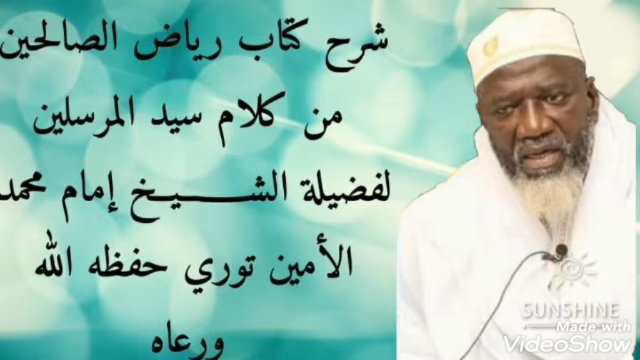 شرح كتاب رياض الصالحين
من كلام سيد المرسلين
لفضيلة الشـــــيـخ إمام محمد
الأمين توري حفظه الله
ورعاه
SUNSHINE
Made with
VideoShow